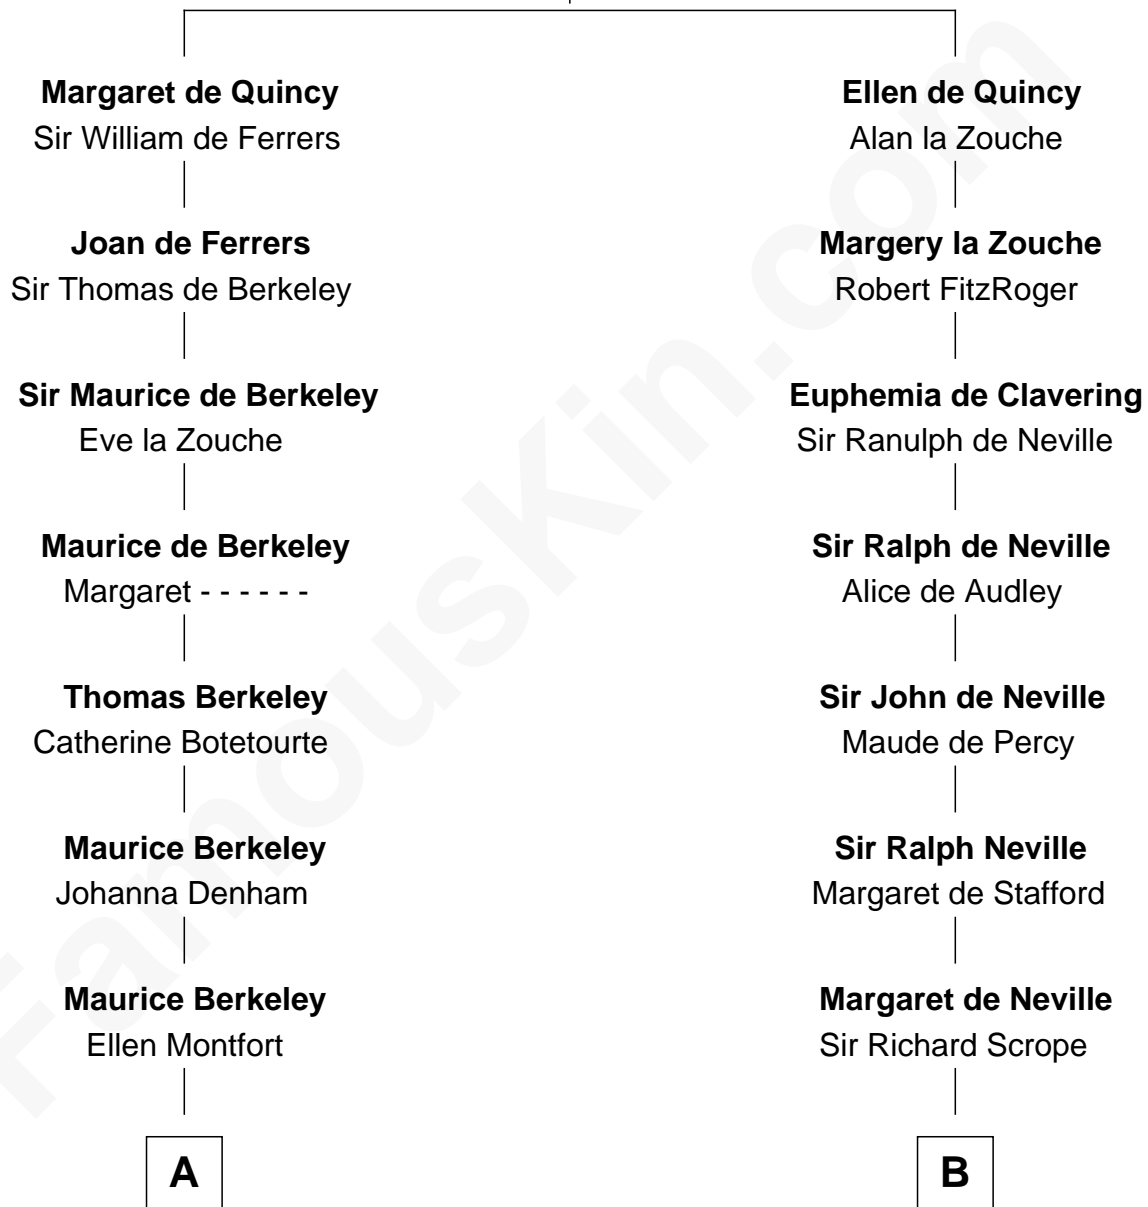 Margaret de Quincy
Sir William de Ferrers
Joan de Ferrers
Sir Thomas de Berkeley
Sir Maurice de Berkeley
Eve la Zouche
Maurice de Berkeley
Margaret - - - - - -
Thomas Berkeley
Catherine Botetourte
Maurice Berkeley
Johanna Denham
Maurice Berkeley
Ellen Montfort
A
Ellen de Quincy
Alan la Zouche
Margery la Zouche
Robert FitzRoger
Euphemia de Clavering
Sir Ranulph de Neville
Sir Ralph de Neville
Alice de Audley
Sir John de Neville
Maude de Percy
Sir Ralph Neville
Margaret de Stafford
Margaret de Neville
Sir Richard Scrope
B
FamousKin.com